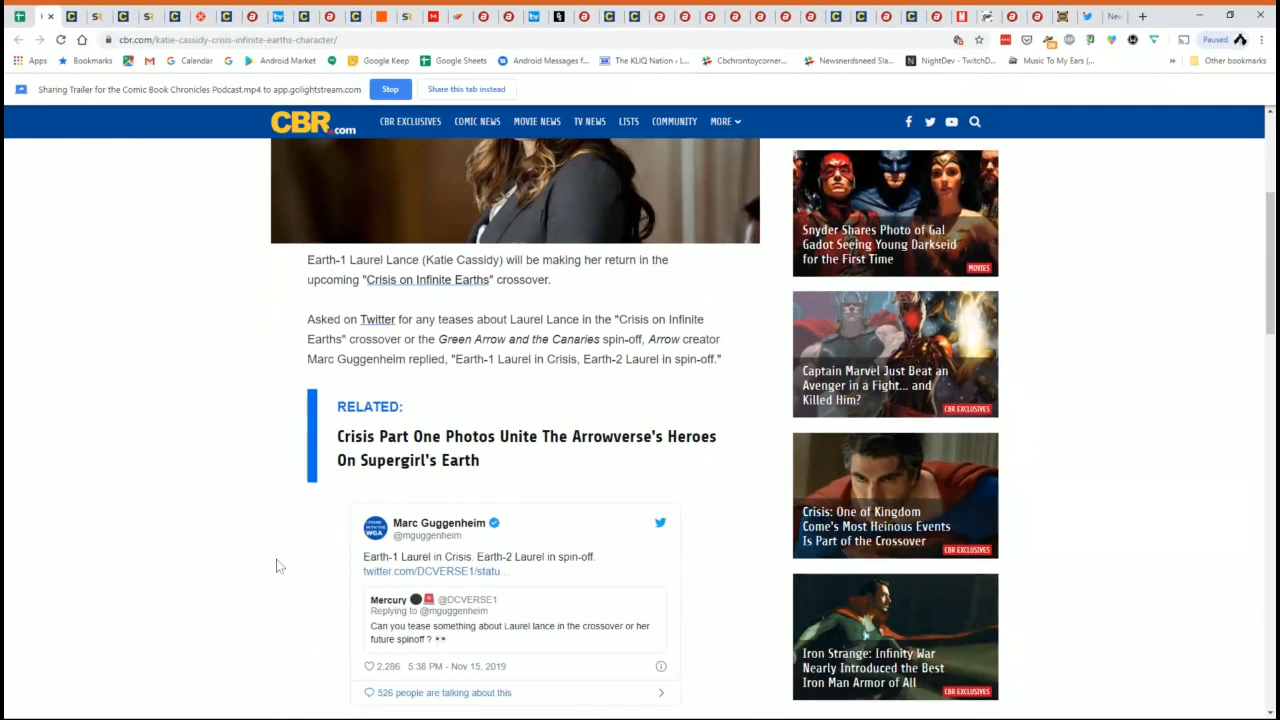 New
Paused
cbr.com/katie-cassidy-crisis-infinite-earths-character/
Apps
Bookmarks
Calendar
Android Market
Google Keep
Google Sheets
Android Messages f...
The KLIQ Nation › L...
Cbchrontoycorner...
Newsnerdsneed Sla...
NightDev - TwitchD...
Music To My Ears (...
»
Other bookmarks
Sharing Trailer for the Comic Book Chronicles Podcast.mp4 to app.golightstream.com
Stop
Share this tab instead
CBR.com
CBR EXCLUSIVES
COMIC NEWS
MOVIE NEWS
TV NEWS
LISTS
COMMUNITY
MORE
Earth-1 Laurel Lance (Katie Cassidy) will be making her return in the
upcoming "Crisis on Infinite Earths" crossover.
Asked on Twitter for any teases about Laurel Lance in the "Crisis on Infinite
Earths" crossover or the Green Arrow and the Canaries spin-off, Arrow creator
Marc Guggenheim replied, "Earth-1 Laurel in Crisis, Earth-2 Laurel in spin-off."
RELATED:
Crisis Part One Photos Unite The Arrowverse's Heroes
On Supergirl's Earth
Marc Guggenheim
@mguggenheim
Earth-1 Laurel in Crisis. Earth-2 Laurel in spin-off.
twitter.com/DCVERSE1/statu...
Mercury @DCVERSE1
Replying to @mguggenheim
Can you tease something about Laurel lance in the crossover or her
future spinoff ?
2,286 5:38 PM - Nov 15, 2019
526 people are talking about this
Snyder Shares Photo of Gal
Gadot Seeing Young Darkseid
for the First Time
MOVIES
Captain Marvel Just Beat an
Avenger in a Fight... and
Killed Him?
CBR EXCLUSIVES
Crisis: One of Kingdom
Come's Most Heinous Events
Is Part of the Crossover
CBR EXCLUSIVES
Iron Strange: Infinity War
Nearly Introduced the Best
Iron Man Armor of All
CBR EXCLUSIVES